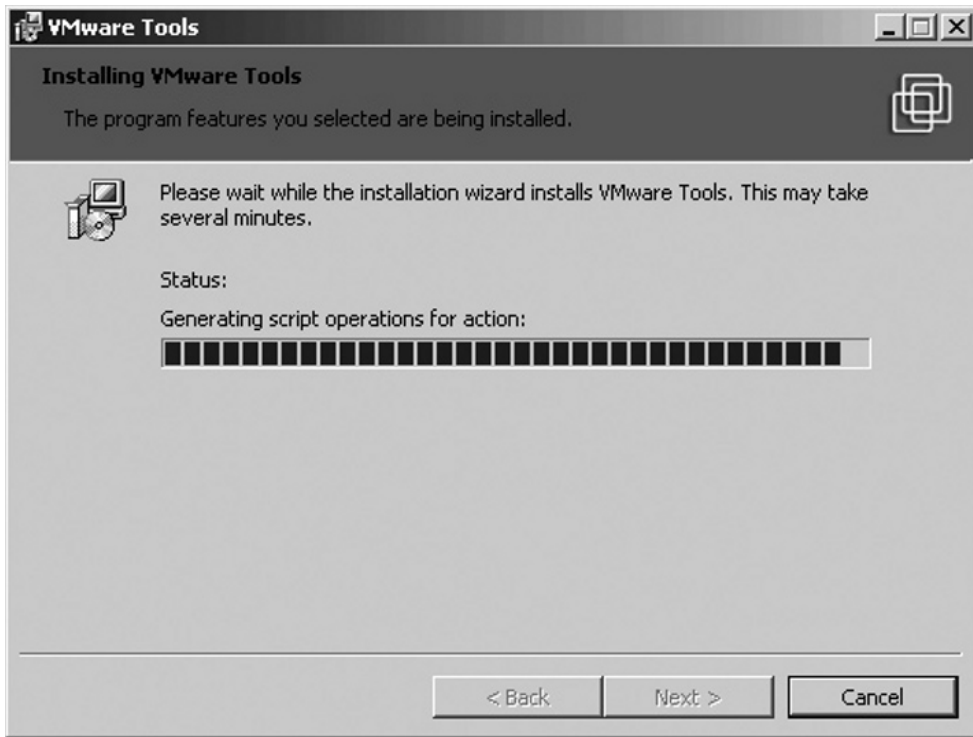 VMware Tools
Installing VMware Tools
The program features you selected are being installed.
Please wait while the installation wizard installs VMware Tools. This may take
several minutes.
Status:
Generating script operations for action:
< Back
Next >
Cancel